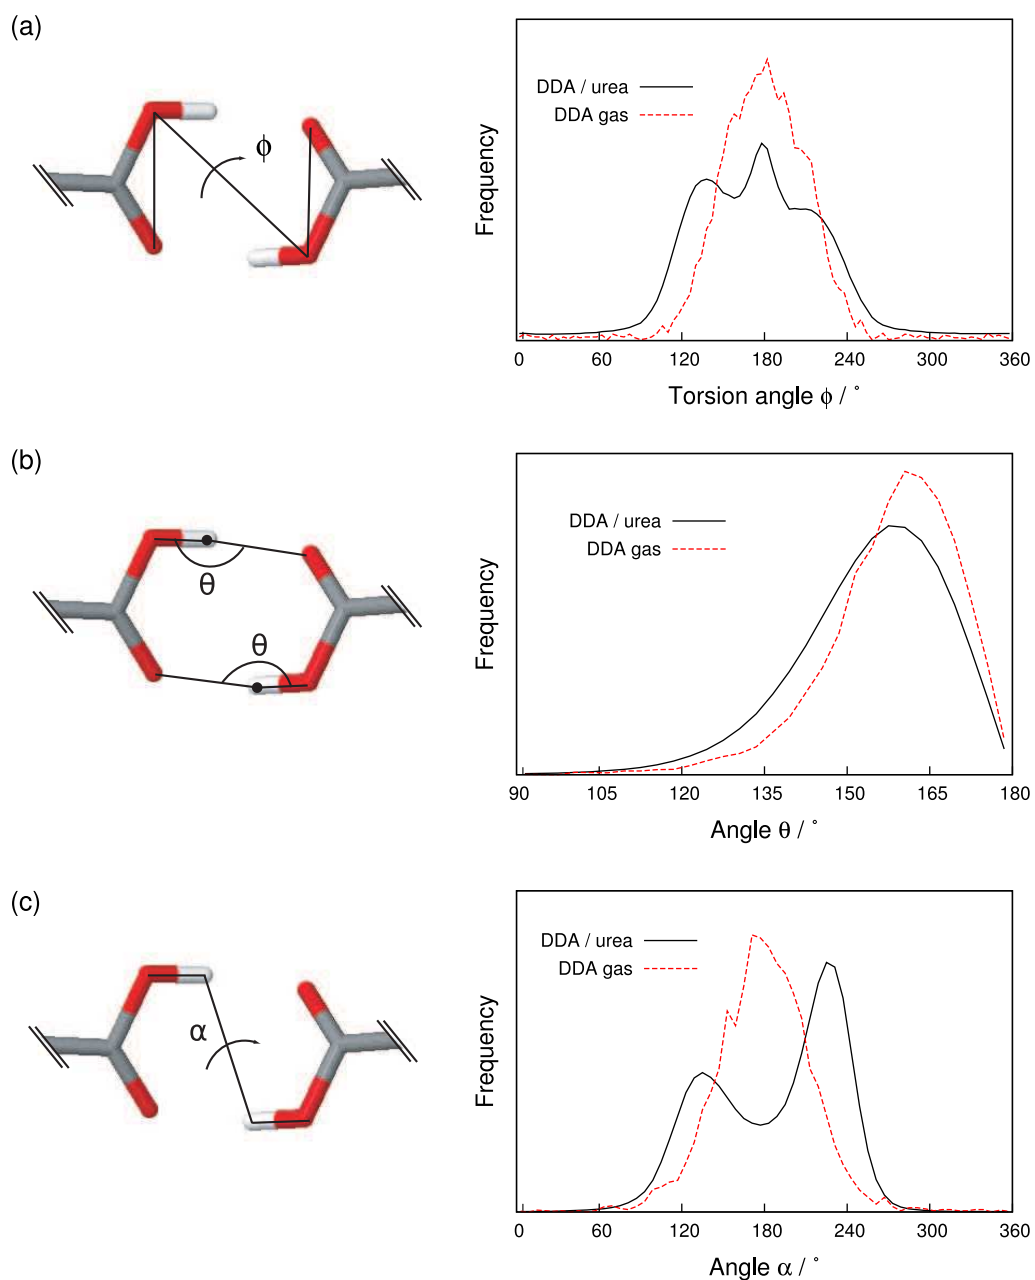 (a)
ϕ
DDA / urea
DDA gas
Frequency
0 60 120 180 240 300 360
Torsion angle ϕ / °
(b)
θ
θ
DDA / urea
DDA gas
Frequency
90 105 120 135 150 165 180
Angle θ / °
(c)
α
DDA / urea
DDA gas
Frequency
0 60 120 180 240 300 360
Angle α / °